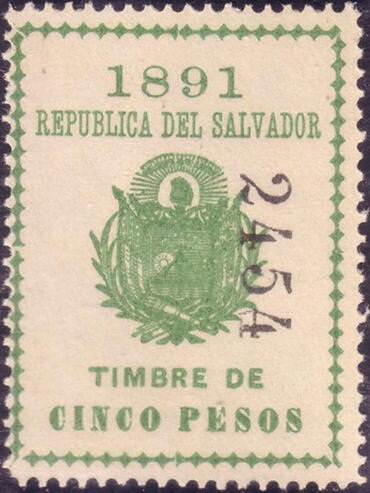 1891
REPUBLICA DEL SALVADOR
2454
TIMBRE DE
CINCO PESOS